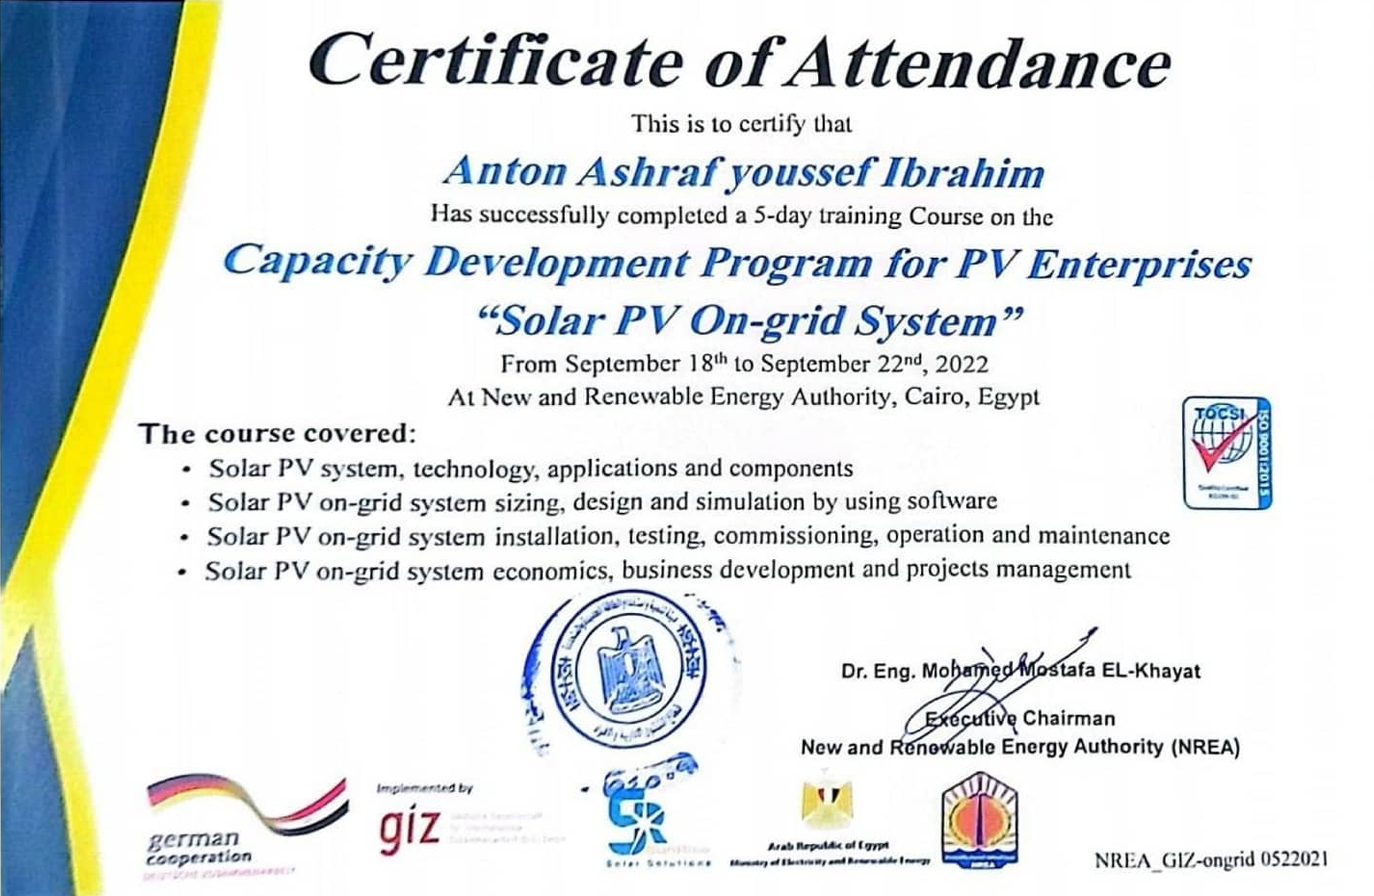 Certificate of Attendance
This is to certify that
Anton Ashraf youssef Ibrahim
Has successfully completed a 5-day training Course on the
Capacity Development Program for PV Enterprises
“Solar PV On-grid System”
From September 18th to September 22nd, 2022
At New and Renewable Energy Authority, Cairo, Egypt
The course covered:
• Solar PV system, technology, applications and components
• Solar PV on-grid system sizing, design and simulation by using software
• Solar PV on-grid system installation, testing, commissioning, operation and maintenance
• Solar PV on-grid system economics, business development and projects management
TOCSI
ISO 9001:2015
Dr. Eng. Mohamed Mostafa EL-Khayat
Executive Chairman
New and Renewable Energy Authority (NREA)
german
cooperation
DEUTSCHE ZUSAMMENARBEIT
Implemented by
giz
Solar Solutions
Arab Republic of Egypt
Ministry of Electricity and Renewable Energy
NREA
NREA_GIZ-ongrid 0522021